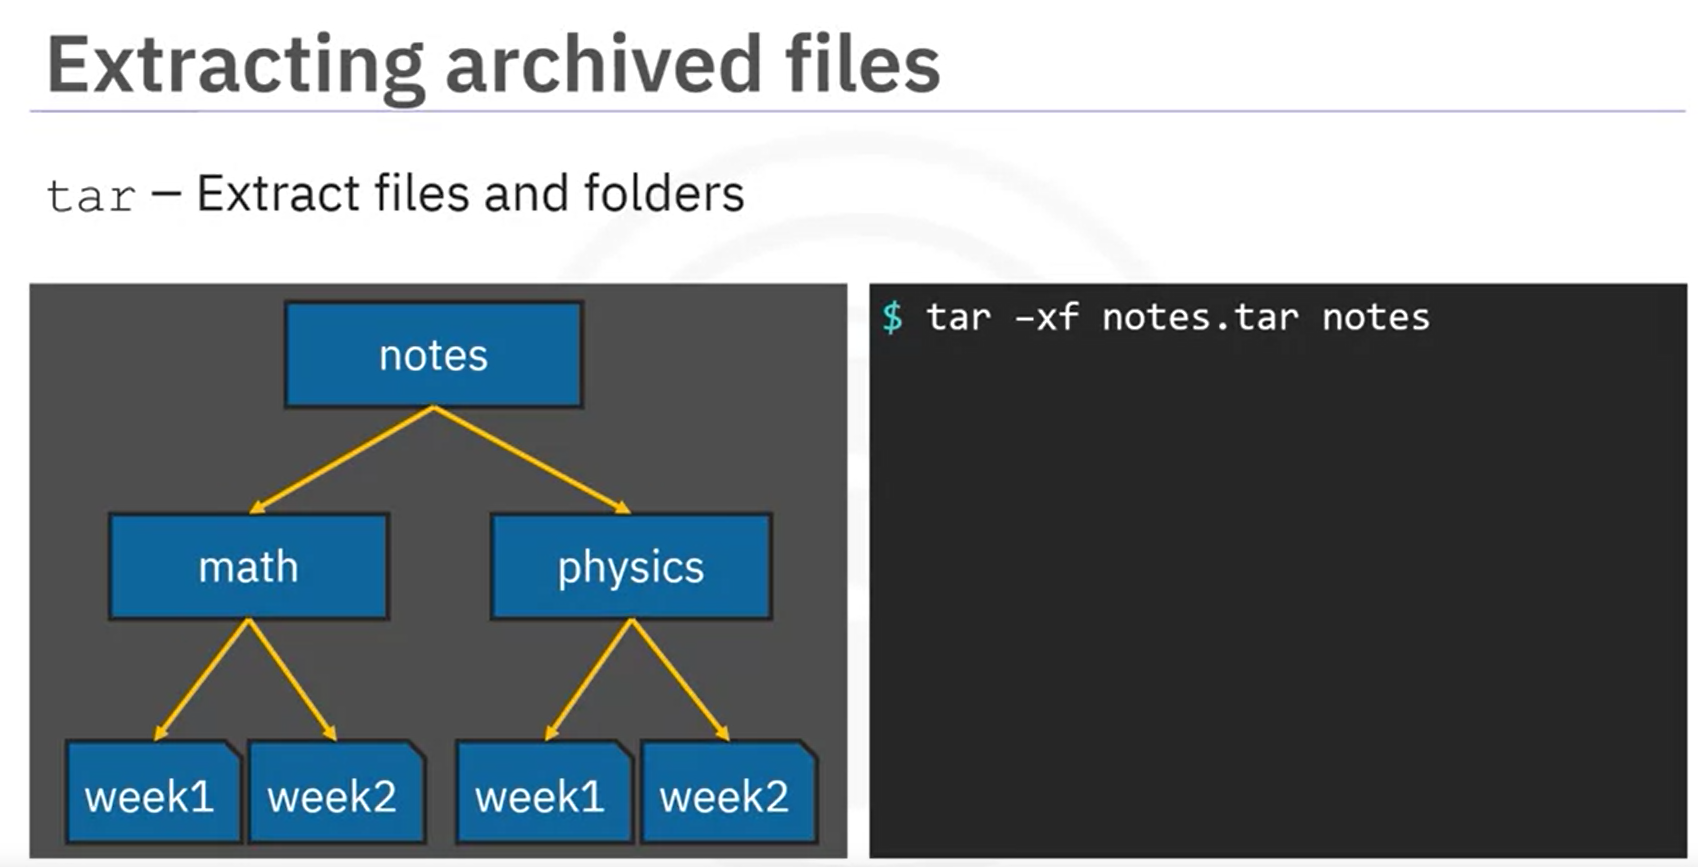 Extracting archived files
tar – Extract files and folders
notes
math
physics
week1
week2
week1
week2
$ tar –xf notes.tar notes